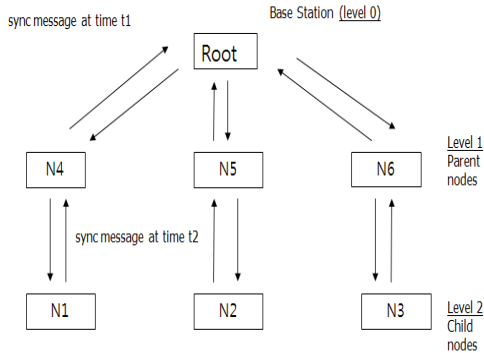 sync message at time t1
Base Station (level 0)
Root
Level 1
Parent
nodes
N4
N5
N6
sync message at time t2
N1
N2
N3
Level 2
Child
nodes